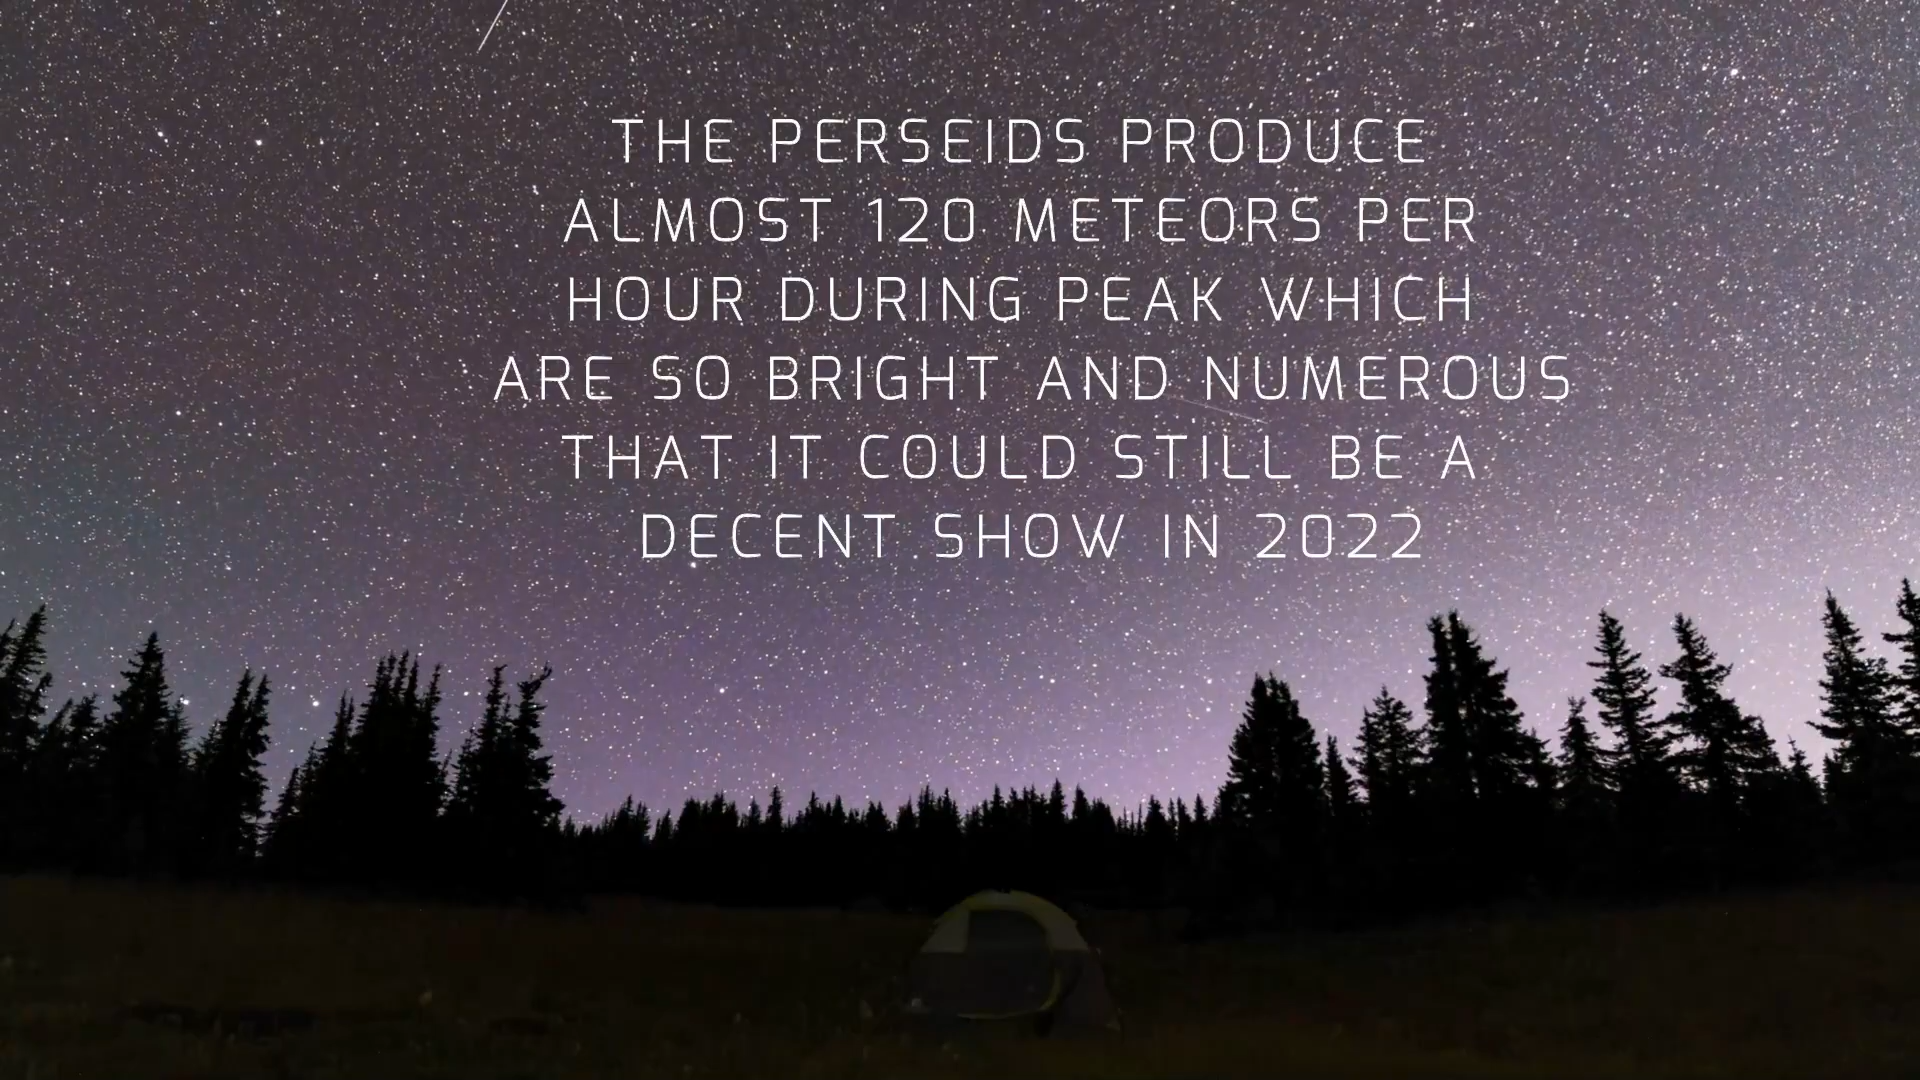 THE PERSEIDS PRODUCE
ALMOST 120 METEORS PER
HOUR DURING PEAK WHICH
ARE SO BRIGHT AND NUMEROUS
THAT IT COULD STILL BE A
DECENT SHOW IN 2022